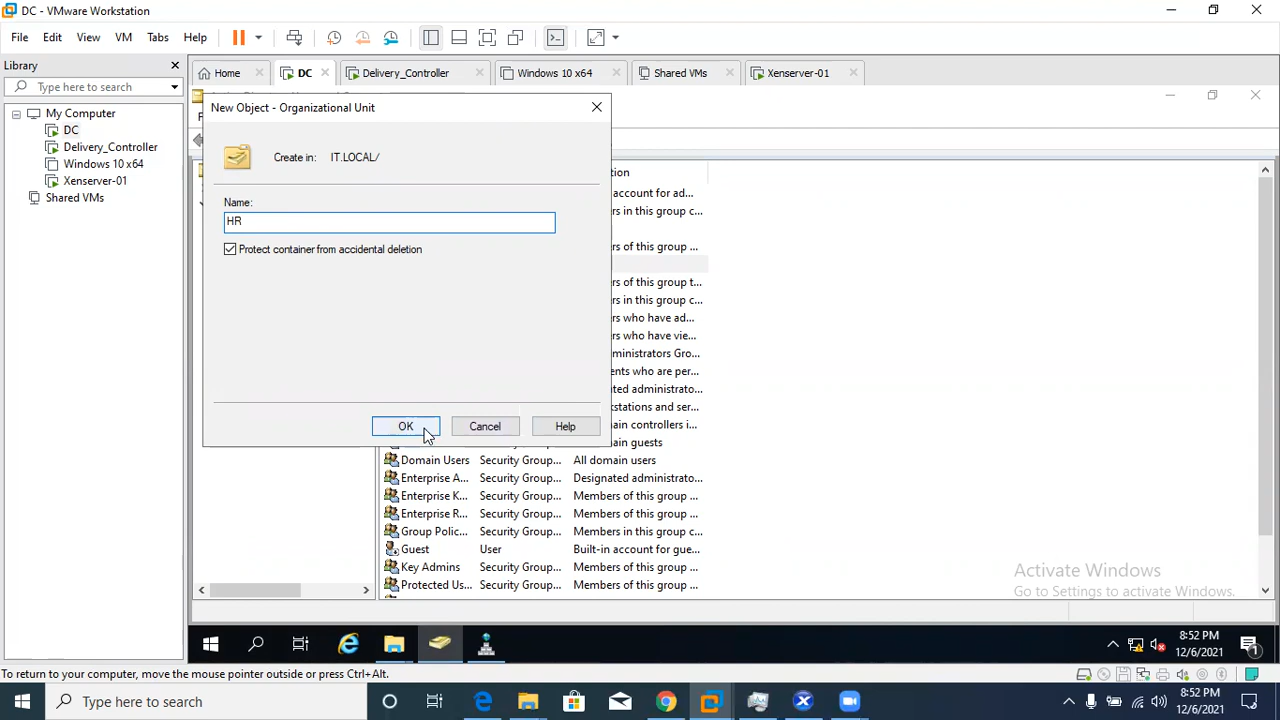 DC - VMware Workstation
File Edit View VM Tabs Help
Library
Type here to search
My Computer
DC
Delivery_Controller
Windows 10 x64
Xenserver-01
Shared VMs
Home
DC
Delivery_Controller
Windows 10 x64
Shared VMs
Xenserver-01
New Object - Organizational Unit
Create in: IT.LOCAL/
Name:
HR
Protect container from accidental deletion
OK Cancel Help
account for ad...
rs in this group c...
rs of this group ...
rs of this group t...
rs in this group c...
rs who have ad...
rs who have vie...
dministrators Gro...
ents who are per...
ated administrato...
kstations and ser...
ain controllers i...
ain guests
Domain Users Security Group... All domain users
Enterprise A... Security Group... Designated administrato...
Enterprise K... Security Group... Members of this group ...
Enterprise R... Security Group... Members of this group ...
Group Polic... Security Group... Members in this group c...
Guest User Built-in account for gue...
Key Admins Security Group... Members of this group ...
Protected Us... Security Group... Members of this group ...
Activate Windows
Go to Settings to activate Windows.
8:52 PM
12/6/2021
1
To return to your computer, move the mouse pointer outside or press Ctrl+Alt.
Type here to search
8:52 PM
12/6/2021